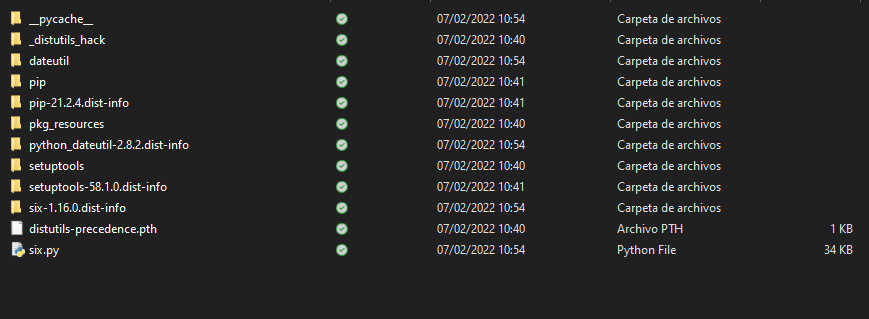 __pycache__ 07/02/2022 10:54 Carpeta de archivos
_distutils_hack 07/02/2022 10:40 Carpeta de archivos
dateutil 07/02/2022 10:54 Carpeta de archivos
pip 07/02/2022 10:41 Carpeta de archivos
pip-21.2.4.dist-info 07/02/2022 10:41 Carpeta de archivos
pkg_resources 07/02/2022 10:40 Carpeta de archivos
python_dateutil-2.8.2.dist-info 07/02/2022 10:54 Carpeta de archivos
setuptools 07/02/2022 10:40 Carpeta de archivos
setuptools-58.1.0.dist-info 07/02/2022 10:41 Carpeta de archivos
six-1.16.0.dist-info 07/02/2022 10:54 Carpeta de archivos
distutils-precedence.pth 07/02/2022 10:40 Archivo PTH 1 KB
six.py 07/02/2022 10:54 Python File 34 KB